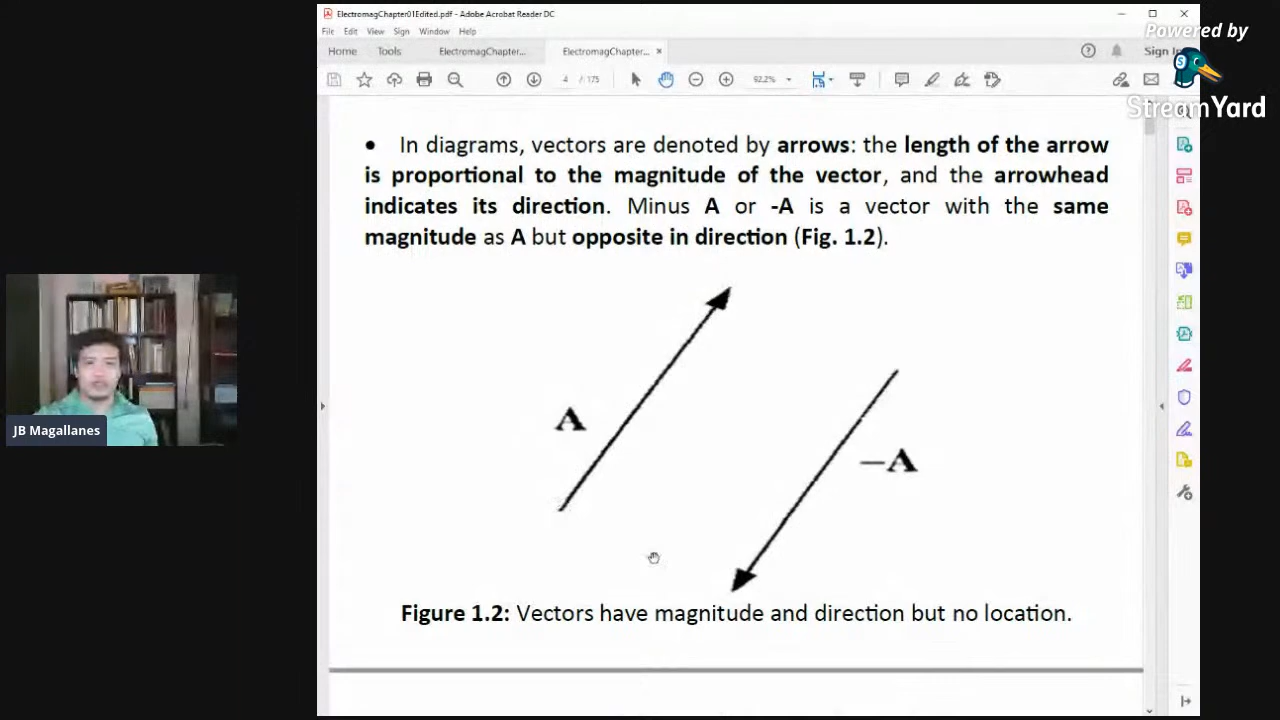 ElectromagChapter01Edited.pdf - Adobe Acrobat Reader DC
File Edit View Sign Window Help
Home Tools ElectromagChapter... ElectromagChapter... ×
Sign In
4 / 175 92.2%
Powered by
StreamYard
• In diagrams, vectors are denoted by arrows: the length of the arrow
is proportional to the magnitude of the vector, and the arrowhead
indicates its direction. Minus A or -A is a vector with the same
magnitude as A but opposite in direction (Fig. 1.2).
A
−A
JB Magallanes
Figure 1.2: Vectors have magnitude and direction but no location.